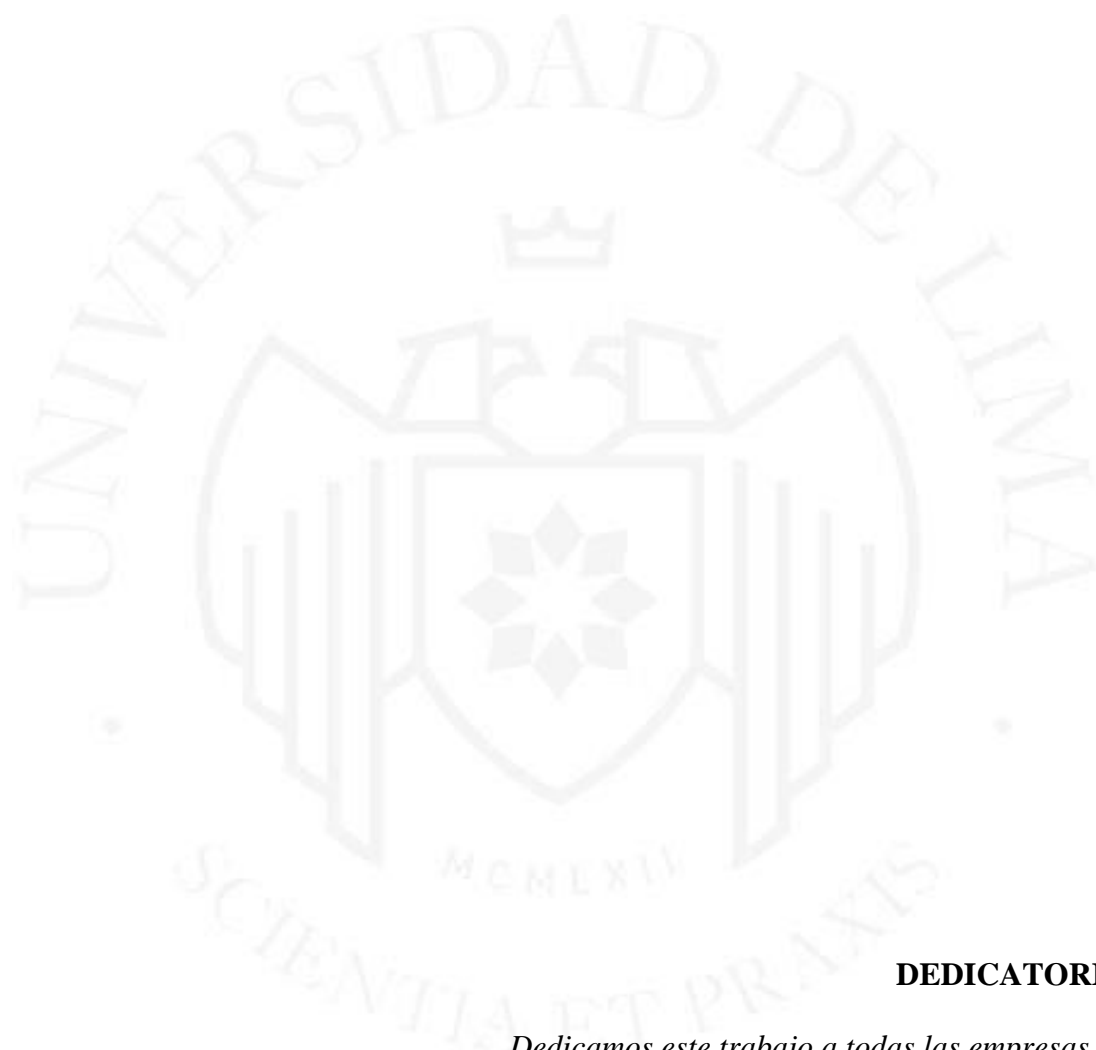 UNIVERSIDAD DE LIMA
MCMLXII
SCIENTIA ET PRAXIS
DEDICATORI
Dedicamos este trabajo a todas las empresas